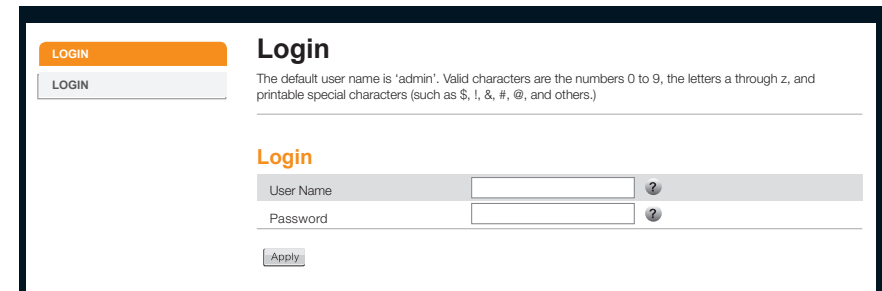 LOGIN
LOGIN
Login
The default user name is ‘admin’. Valid characters are the numbers 0 to 9, the letters a through z, and
printable special characters (such as $, !, &, #, @, and others.)
Login
User Name ?
Password ?
Apply